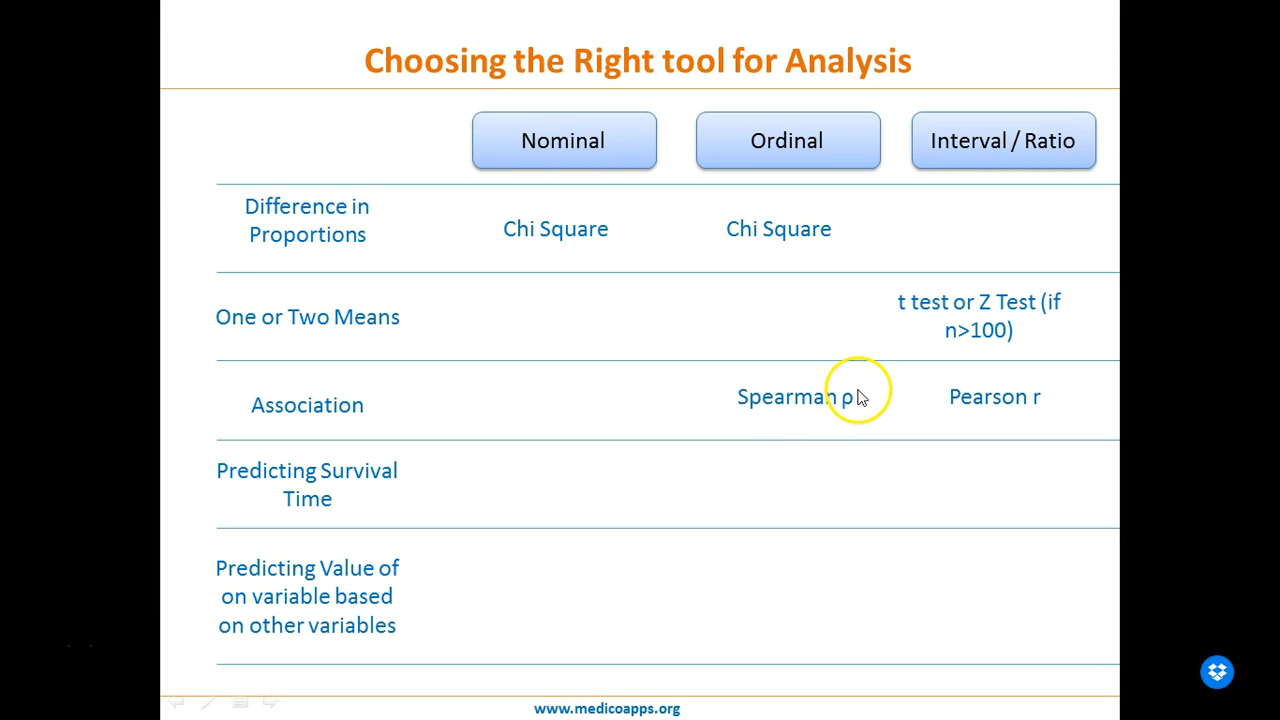 Choosing the Right tool for Analysis
Nominal
Ordinal
Interval / Ratio
Difference in
Proportions
Chi Square
Chi Square
One or Two Means
t test or Z Test (if
n>100)
Association
Spearman ρ
Pearson r
Predicting Survival
Time
Predicting Value of
on variable based
on other variables
www.medicoapps.org